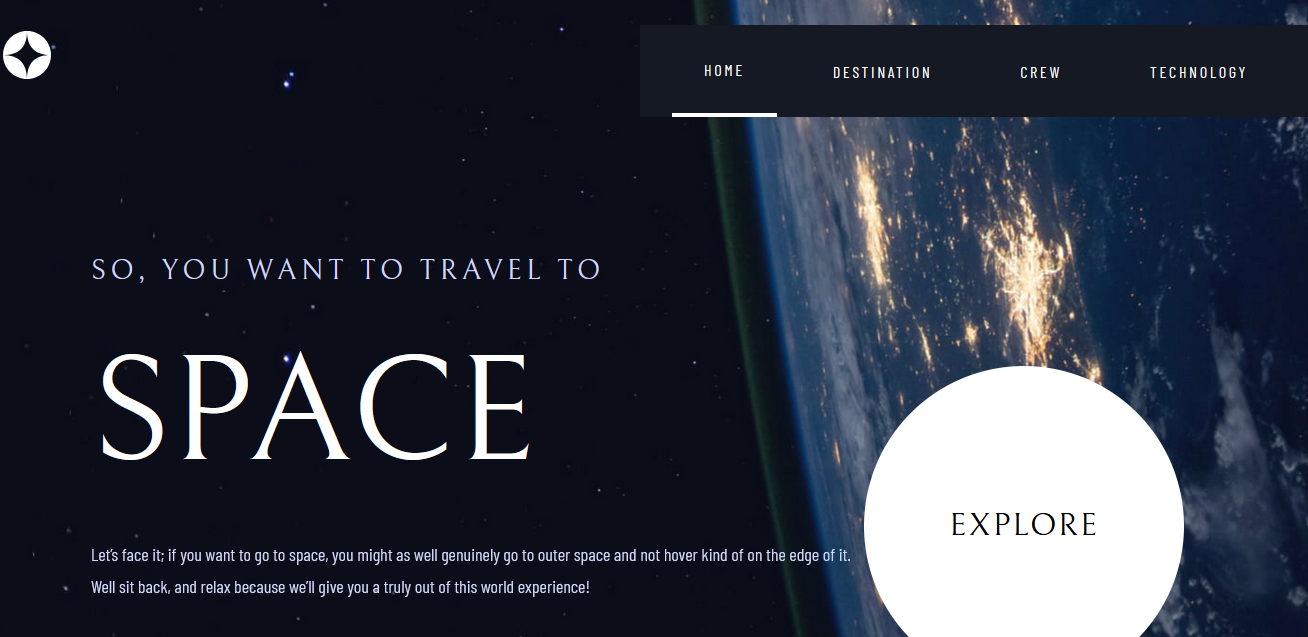 HOME DESTINATION CREW TECHNOLOGY
SO, YOU WANT TO TRAVEL TO
SPACE
Let's face it; if you want to go to space, you might as well genuinely go to outer space and not hover kind of on the edge of it.
Well sit back, and relax because we'll give you a truly out of this world experience!
EXPLORE